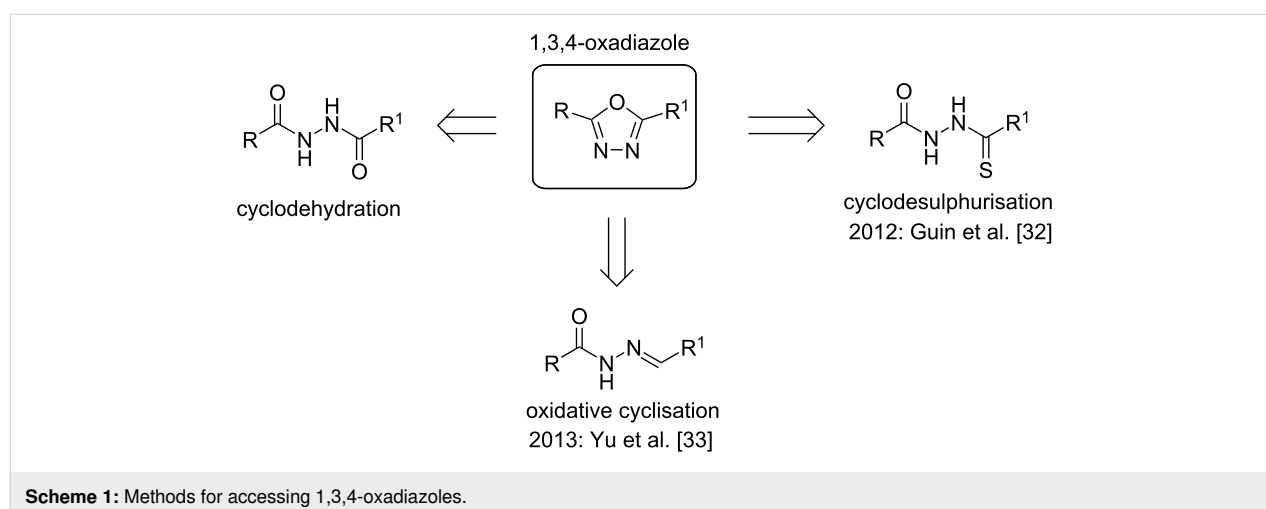 1,3,4-oxadiazole
R O R¹
N N
O H
R N N R¹
H O
cyclodehydration
O H
R N N R¹
H S
cyclodesulphurisation
2012: Guin et al. [32]
O
R N N R¹
H
oxidative cyclisation
2013: Yu et al. [33]
Scheme 1: Methods for accessing 1,3,4-oxadiazoles.